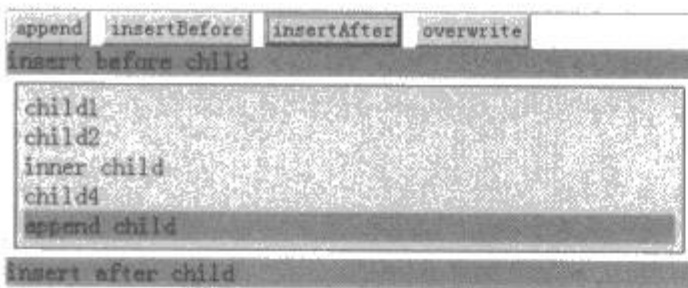 append insertBefore insertAfter overwrite
insert before child
child1
child2
inner child
child4
append child
insert after child